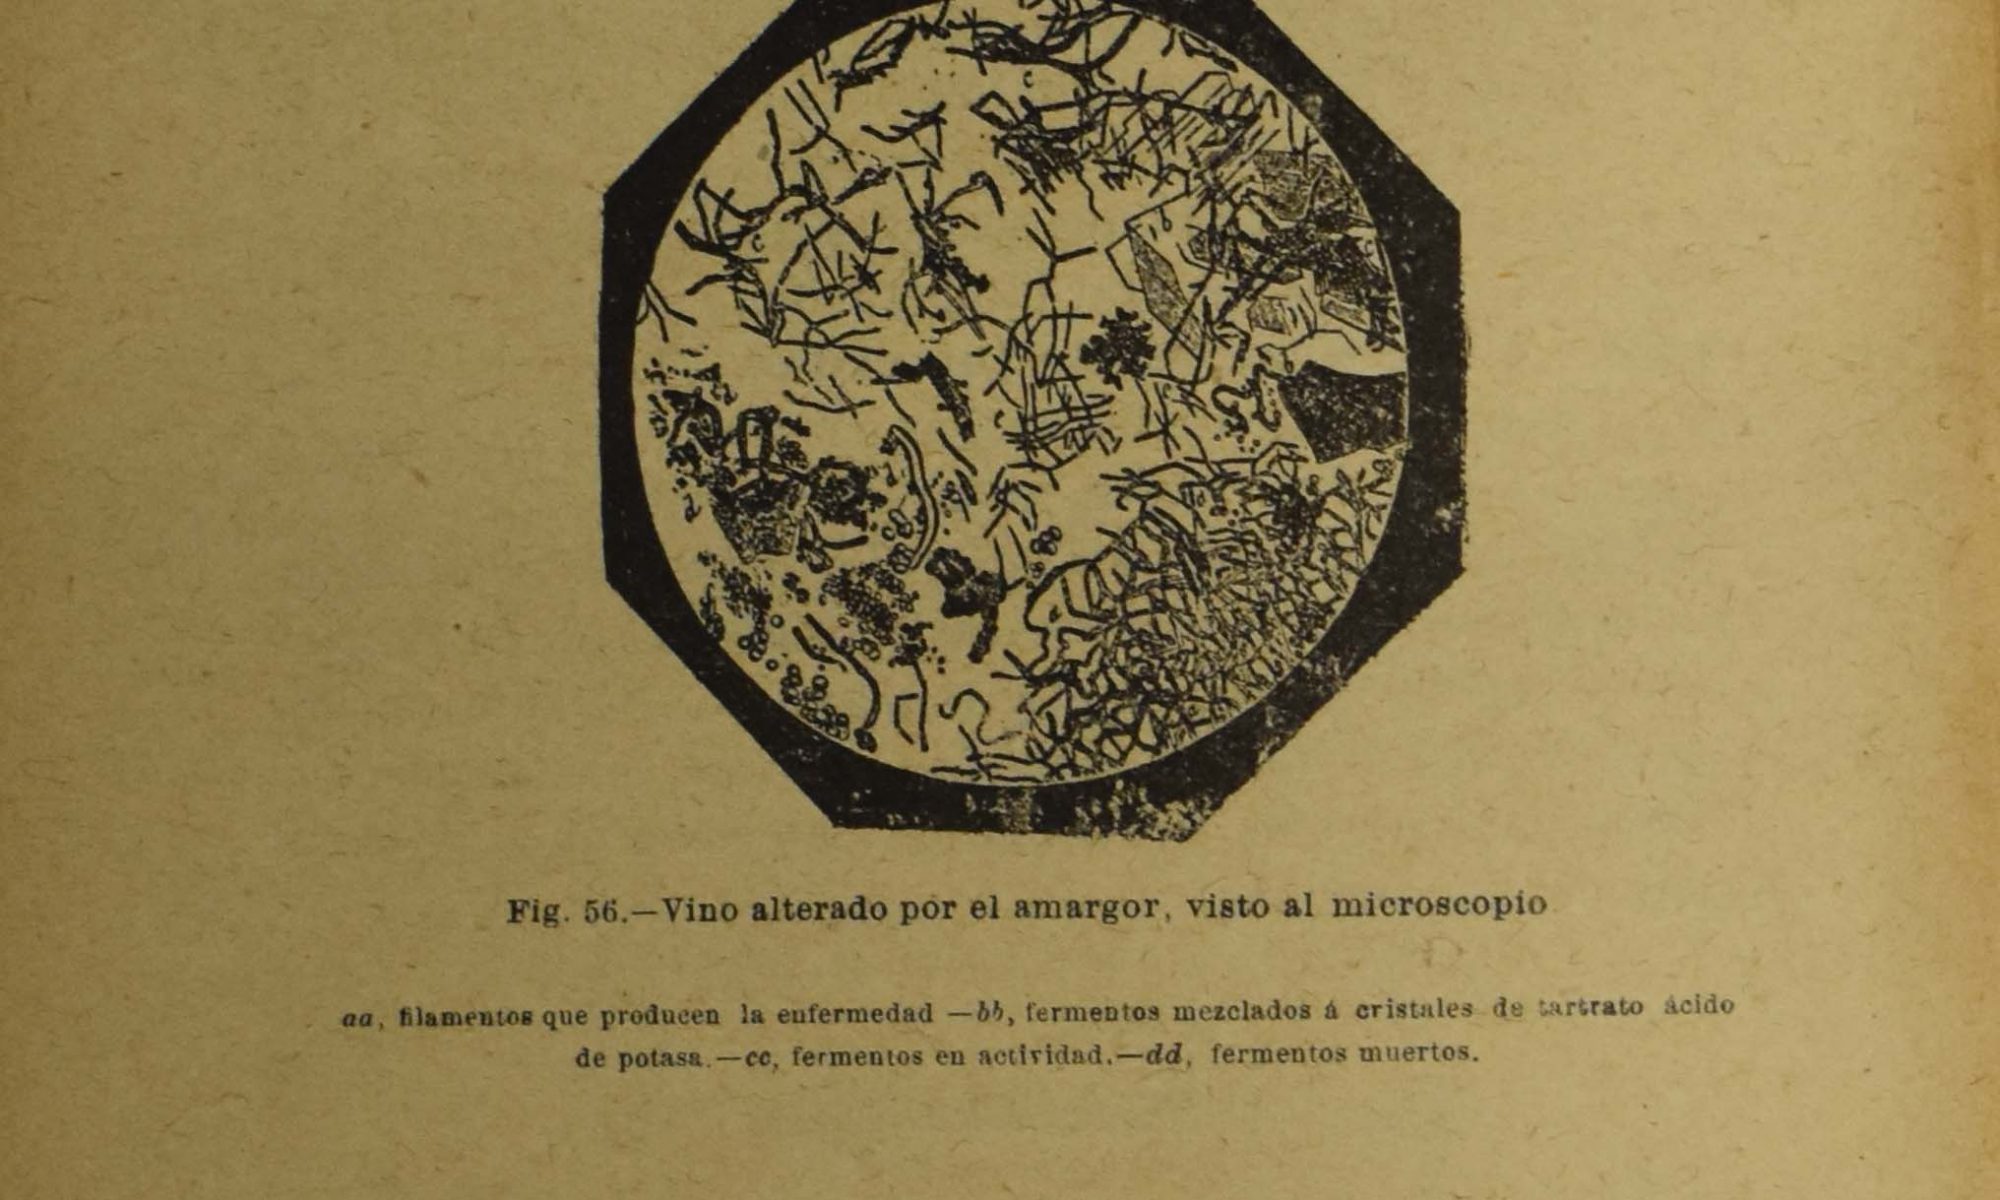 c
c
Fig. 56.—Vino alterado por el amargor, visto al microscopio
aa, filamentos que producen la enfermedad —bb, fermentos mezclados á cristales de tartrato ácido
de potasa.—cc, fermentos en actividad.—dd, fermentos muertos.